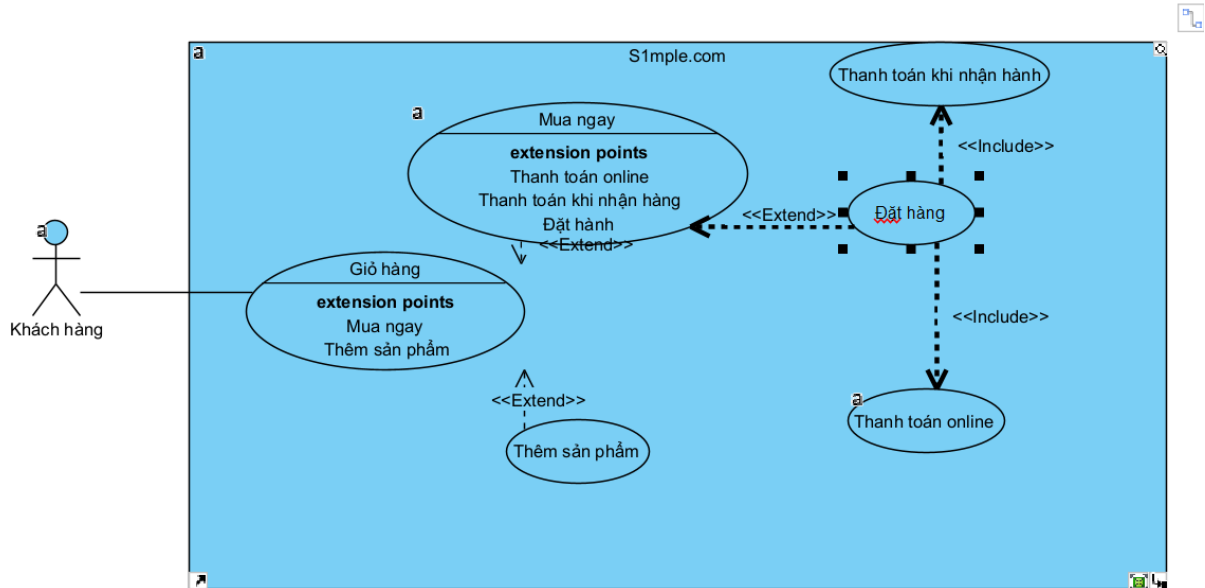 a
S1mple.com
Thanh toán khi nhận hành
a
Mua ngay
extension points
Thanh toán online
Thanh toán khi nhận hàng
Đặt hành
<<Include>>
<<Extend>>
Đặt hàng
<<Extend>>
a
Khách hàng
Giỏ hàng
extension points
Mua ngay
Thêm sản phẩm
<<Include>>
<<Extend>>
a
Thanh toán online
Thêm sản phẩm